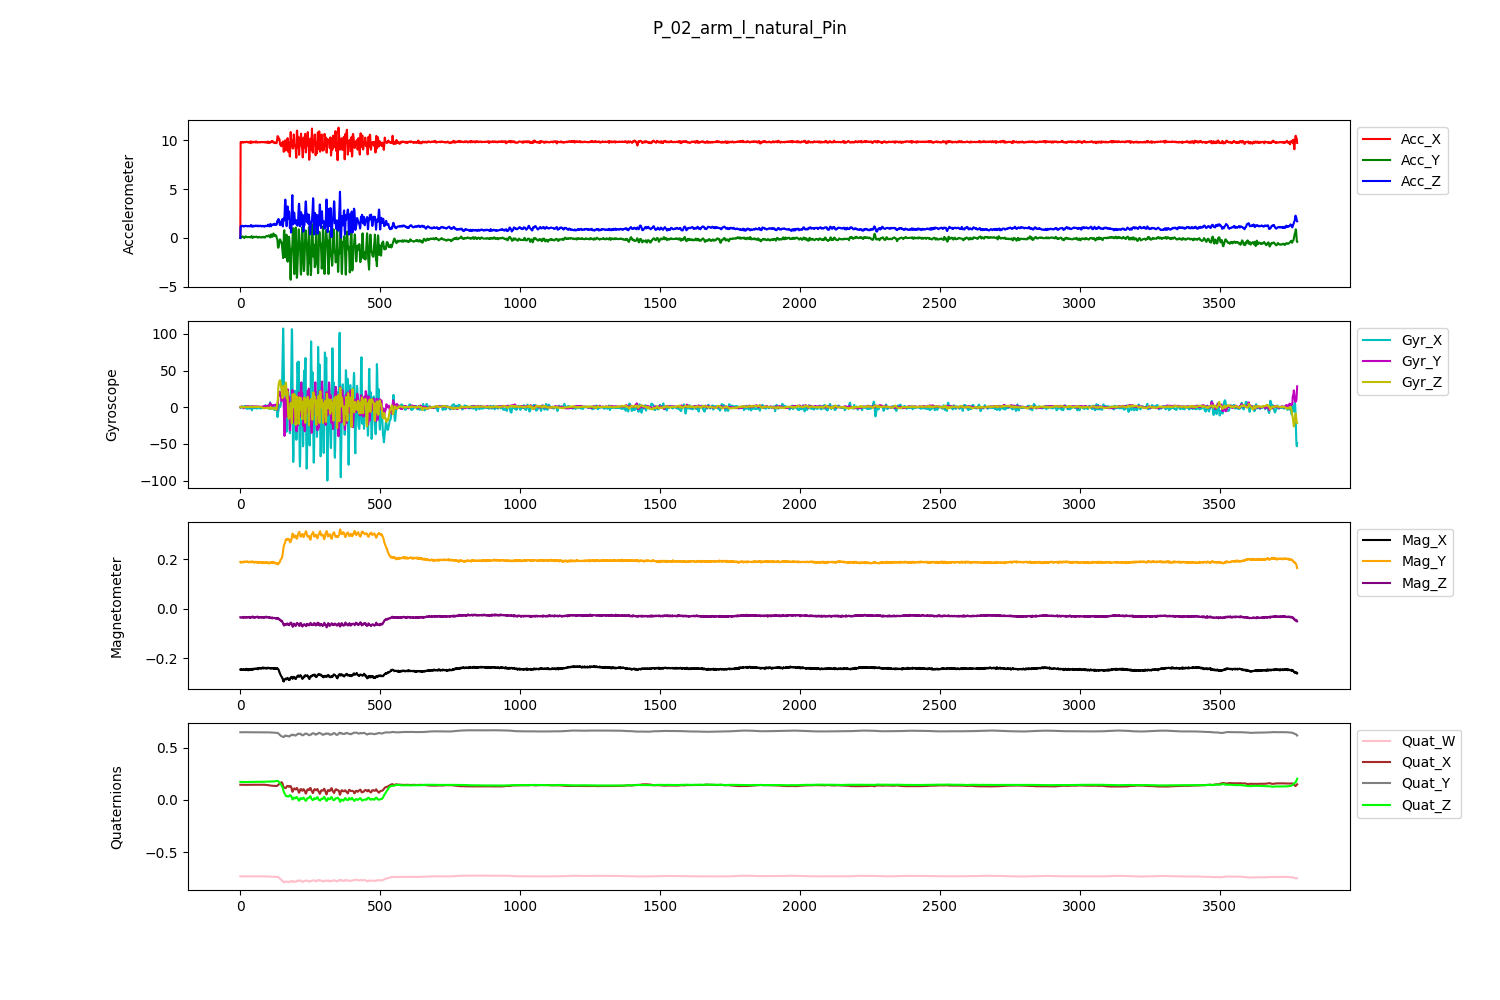 P_02_arm_l_natural_Pin
Accelerometer
10
5
0
−5
0 500 1000 1500 2000 2500 3000 3500
Acc_X
Acc_Y
Acc_Z
Gyroscope
100
50
0
−50
−100
0 500 1000 1500 2000 2500 3000 3500
Gyr_X
Gyr_Y
Gyr_Z
Magnetometer
0.2
0.0
−0.2
0 500 1000 1500 2000 2500 3000 3500
Mag_X
Mag_Y
Mag_Z
Quaternions
0.5
0.0
−0.5
0 500 1000 1500 2000 2500 3000 3500
Quat_W
Quat_X
Quat_Y
Quat_Z